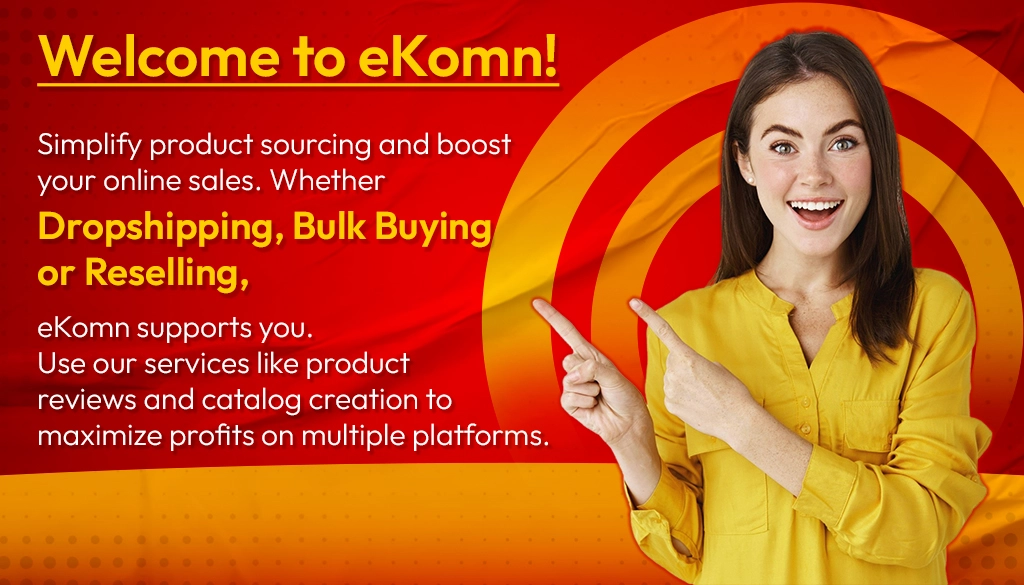 Welcome to eKomn!
Simplify product sourcing and boost
your online sales. Whether
Dropshipping, Bulk Buying
or Reselling,
eKomn supports you.
Use our services like product
reviews and catalog creation to
maximize profits on multiple platforms.